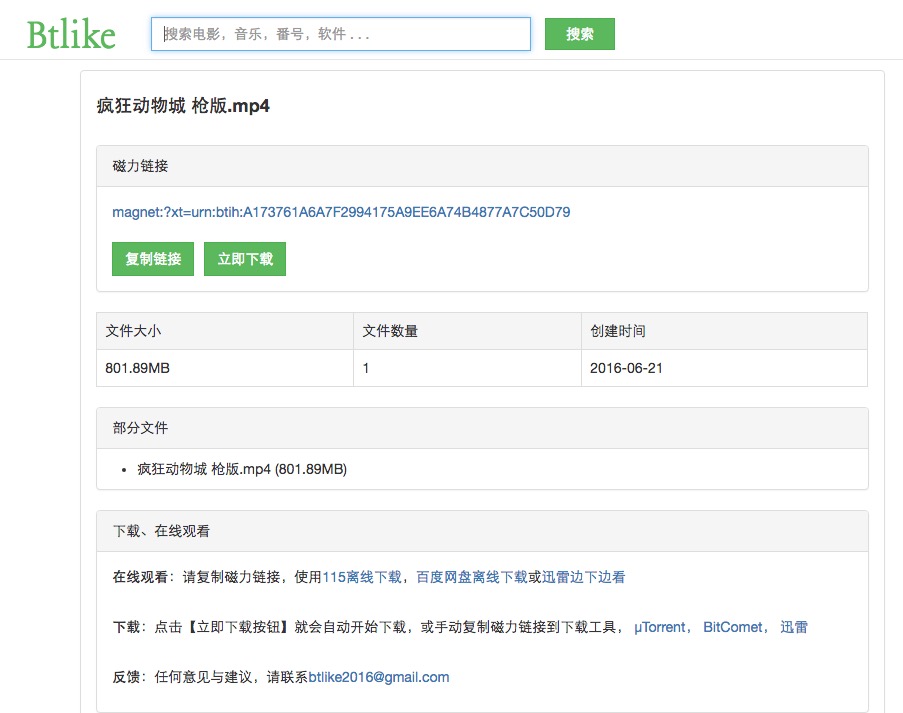 Btlike
搜索电影，音乐，番号，软件 . . .
搜索
疯狂动物城 枪版.mp4
磁力链接
magnet:?xt=urn:btih:A173761A6A7F2994175A9EE6A74B4877A7C50D79
复制链接 立即下载
文件大小 文件数量 创建时间
801.89MB 1 2016-06-21
部分文件
• 疯狂动物城 枪版.mp4 (801.89MB)
下载、在线观看
在线观看：请复制磁力链接，使用115离线下载，百度网盘离线下载或迅雷边下边看
下载：点击【立即下载按钮】就会自动开始下载，或手动复制磁力链接到下载工具， µTorrent， BitComet， 迅雷
反馈：任何意见与建议，请联系btlike2016@gmail.com